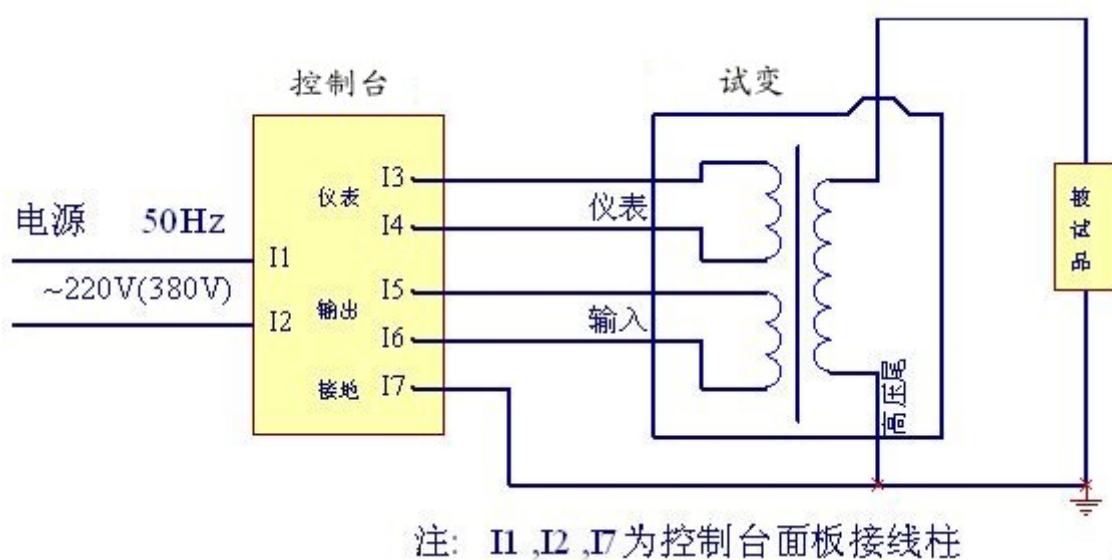 控制台
试变
电源 50Hz
~220V(380V)
I1
I2
仪表
I3
I4
输出
I5
I6
接地
I7
仪表
输入
高压尾
被试品
注: I1 ,I2 ,I7为控制台面板接线柱